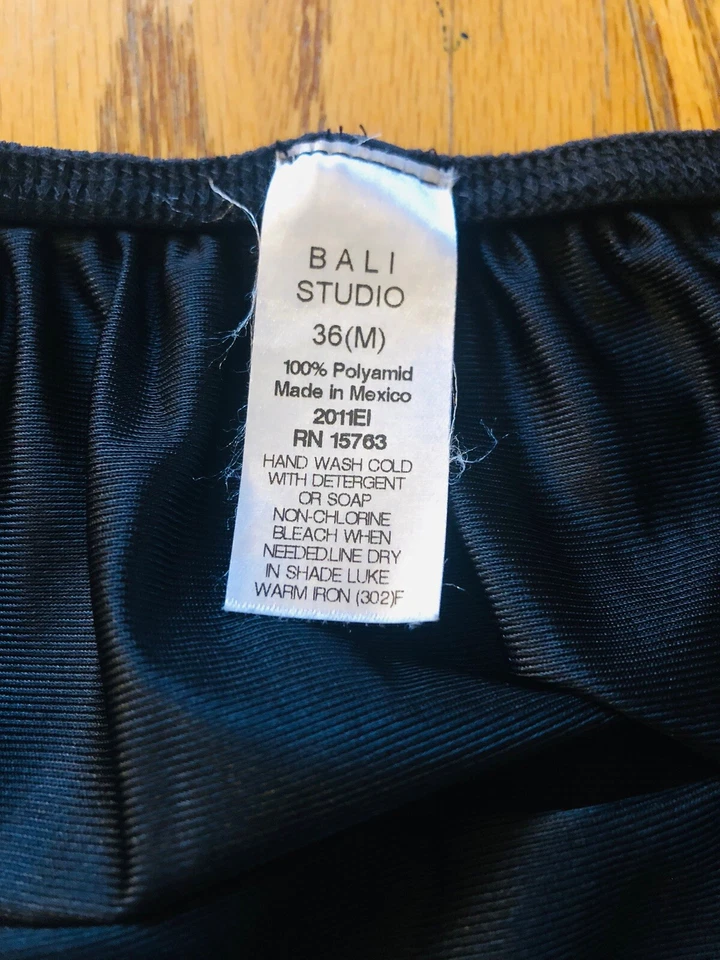 BALI
STUDIO
36(M)
100% Polyamid
Made in Mexico
2011EI
RN 15763
HAND WASH COLD
WITH DETERGENT
OR SOAP
NON-CHLORINE
BLEACH WHEN
NEEDED.LINE DRY
IN SHADE LUKE
WARM IRON (302)F